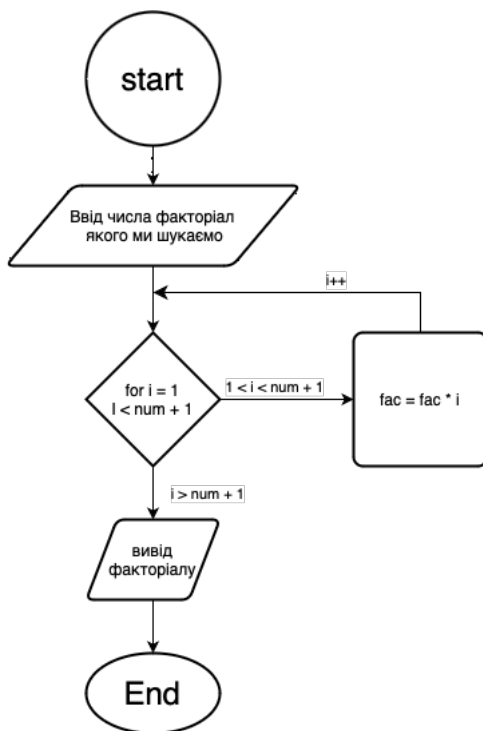 start
Ввід числа факторіал
якого ми шукаємо
i++
for i = 1
I < num + 1
1 < i < num + 1
fac = fac * i
i > num + 1
вивід
факторіалу
End